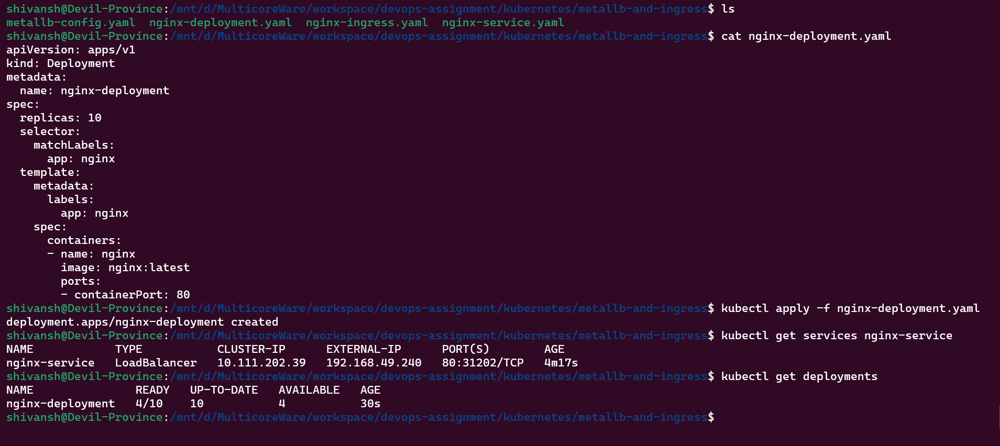 shivansh@Devil-Province:/mnt/d/MulticoreWare/workspace/devops-assignment/kubernetes/metallb-and-ingress$ ls
metallb-config.yaml  nginx-deployment.yaml  nginx-ingress.yaml  nginx-service.yaml
shivansh@Devil-Province:/mnt/d/MulticoreWare/workspace/devops-assignment/kubernetes/metallb-and-ingress$ cat nginx-deployment.yaml
apiVersion: apps/v1
kind: Deployment
metadata:
  name: nginx-deployment
spec:
  replicas: 10
  selector:
    matchLabels:
      app: nginx
  template:
    metadata:
      labels:
        app: nginx
    spec:
      containers:
      - name: nginx
        image: nginx:latest
        ports:
        - containerPort: 80
shivansh@Devil-Province:/mnt/d/MulticoreWare/workspace/devops-assignment/kubernetes/metallb-and-ingress$ kubectl apply -f nginx-deployment.yaml
deployment.apps/nginx-deployment created
shivansh@Devil-Province:/mnt/d/MulticoreWare/workspace/devops-assignment/kubernetes/metallb-and-ingress$ kubectl get services nginx-service
NAME            TYPE           CLUSTER-IP      EXTERNAL-IP      PORT(S)        AGE
nginx-service   LoadBalancer   10.111.202.39   192.168.49.240   80:31202/TCP   4m17s
shivansh@Devil-Province:/mnt/d/MulticoreWare/workspace/devops-assignment/kubernetes/metallb-and-ingress$ kubectl get deployments
NAME               READY   UP-TO-DATE   AVAILABLE   AGE
nginx-deployment   4/10    10           4           30s
shivansh@Devil-Province:/mnt/d/MulticoreWare/workspace/devops-assignment/kubernetes/metallb-and-ingress$